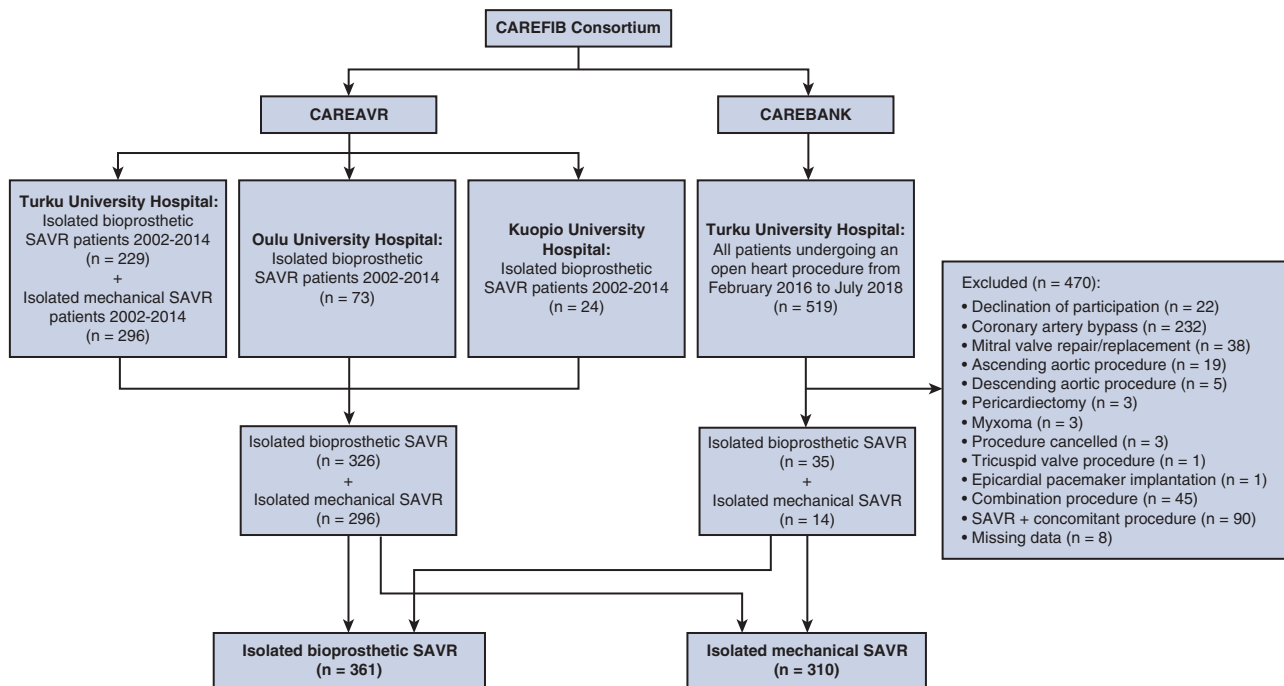 CAREFIB Consortium
CAREAVR
CAREBANK
Turku University Hospital:
Isolated bioprosthetic
SAVR patients 2002-2014
(n = 229)
+
Isolated mechanical SAVR
patients 2002-2014
(n = 296)
Oulu University Hospital:
Isolated bioprosthetic
SAVR patients 2002-2014
(n = 73)
Kuopio University
Hospital:
Isolated bioprosthetic
SAVR patients 2002-2014
(n = 24)
Turku University Hospital:
All patients undergoing an
open heart procedure from
February 2016 to July 2018
(n = 519)
Excluded (n = 470):
• Declination of participation (n = 22)
• Coronary artery bypass (n = 232)
• Mitral valve repair/replacement (n = 38)
• Ascending aortic procedure (n = 19)
• Descending aortic procedure (n = 5)
• Pericardiectomy (n = 3)
• Myxoma (n = 3)
• Procedure cancelled (n = 3)
• Tricuspid valve procedure (n = 1)
• Epicardial pacemaker implantation (n = 1)
• Combination procedure (n = 45)
• SAVR + concomitant procedure (n = 90)
• Missing data (n = 8)
Isolated bioprosthetic SAVR
(n = 326)
+
Isolated mechanical SAVR
(n = 296)
Isolated bioprosthetic SAVR
(n = 35)
+
Isolated mechanical SAVR
(n = 14)
Isolated bioprosthetic SAVR
(n = 361)
Isolated mechanical SAVR
(n = 310)